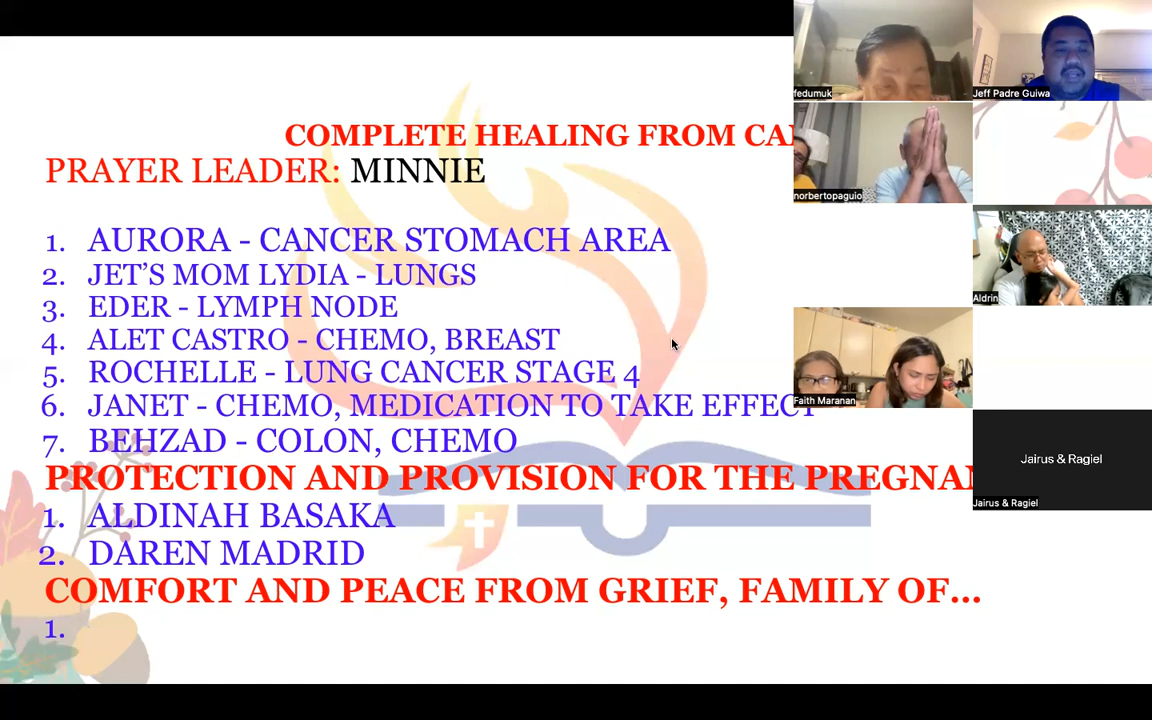 COMPLETE HEALING FROM
PRAYER LEADER: MINNIE
1. AURORA - CANCER STOMACH AREA
2. JET’S MOM LYDIA - LUNGS
3. EDER - LYMPH NODE
4. ALET CASTRO - CHEMO, BREAST
5. ROCHELLE - LUNG CANCER STAGE 4
6. JANET - CHEMO, MEDICATION TO TAKE EFFECT
7. BEHZAD - COLON, CHEMO
PROTECTION AND PROVISION FOR THE
1. ALDINAH BASAKA
2. DAREN MADRID
COMFORT AND PEACE FROM GRIEF, FAMILY OF...
1.
fedumuk
Jeff Padre Guiwa
norbertopaguio
Aldrin
Faith Maranan
Jairus & Ragiel
Jairus & Ragiel